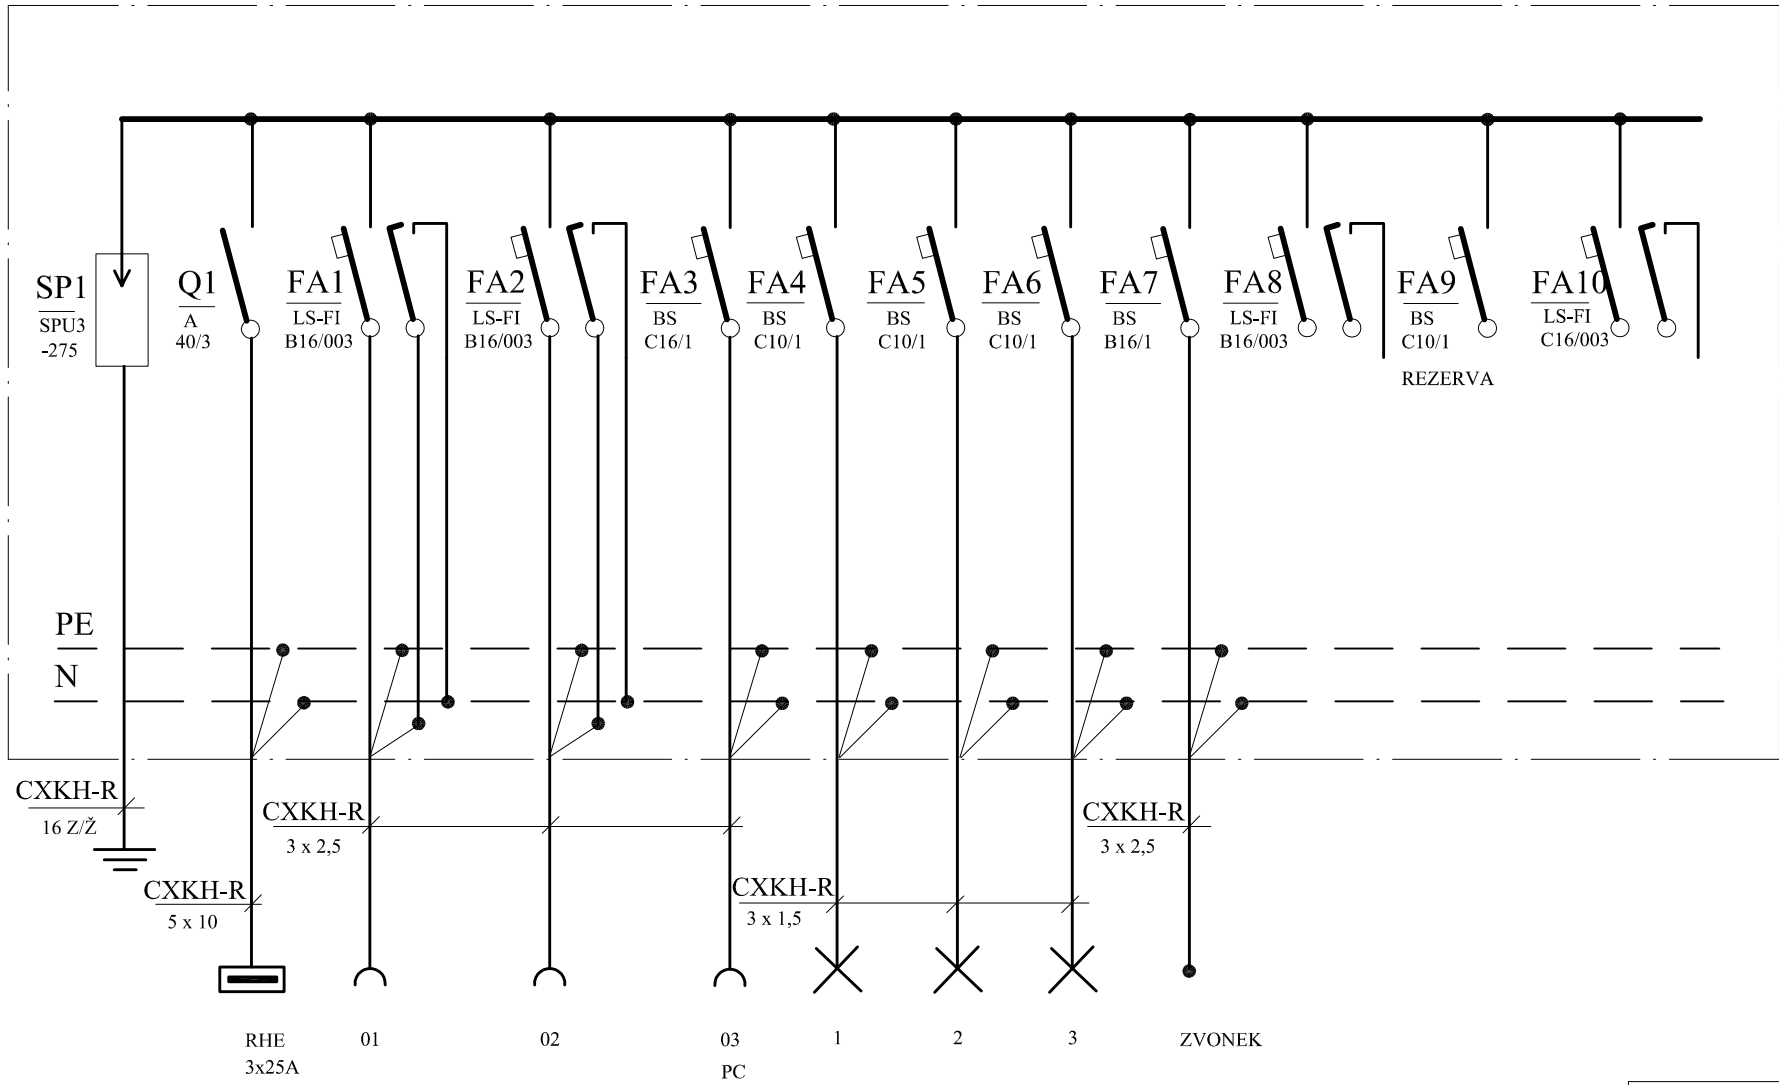 SP1
SPU3
-275
Q1
A
40/3
FA1
LS-FI
B16/003
FA2
LS-FI
B16/003
FA3
BS
C16/1
FA4
BS
C10/1
FA5
BS
C10/1
FA6
BS
C10/1
FA7
BS
B16/1
FA8
LS-FI
B16/003
FA9
BS
C10/1
FA10
LS-FI
C16/003
REZERVA
PE
N
CXKH-R
16 Z/Ž
CXKH-R
3 x 2,5
CXKH-R
3 x 2,5
CXKH-R
5 x 10
CXKH-R
3 x 1,5
RHE
3x25A
01
02
03
PC
1
2
3
ZVONEK